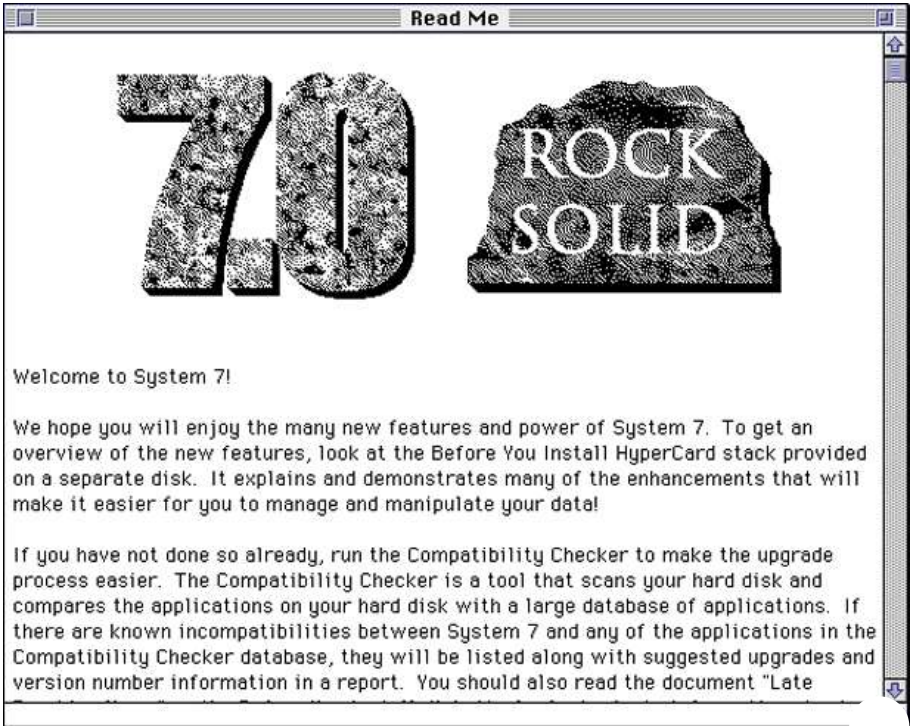 Read Me
7.0
ROCK
SOLID
Welcome to System 7!
We hope you will enjoy the many new features and power of System 7.  To get an
overview of the new features, look at the Before You Install HyperCard stack provided
on a separate disk.  It explains and demonstrates many of the enhancements that will
make it easier for you to manage and manipulate your data!
If you have not done so already, run the Compatibility Checker to make the upgrade
process easier.  The Compatibility Checker is a tool that scans your hard disk and
compares the applications on your hard disk with a large database of applications.  If
there are known incompatibilities between System 7 and any of the applications in the
Compatibility Checker database, they will be listed along with suggested upgrades and
version number information in a report.  You should also read the document "Late